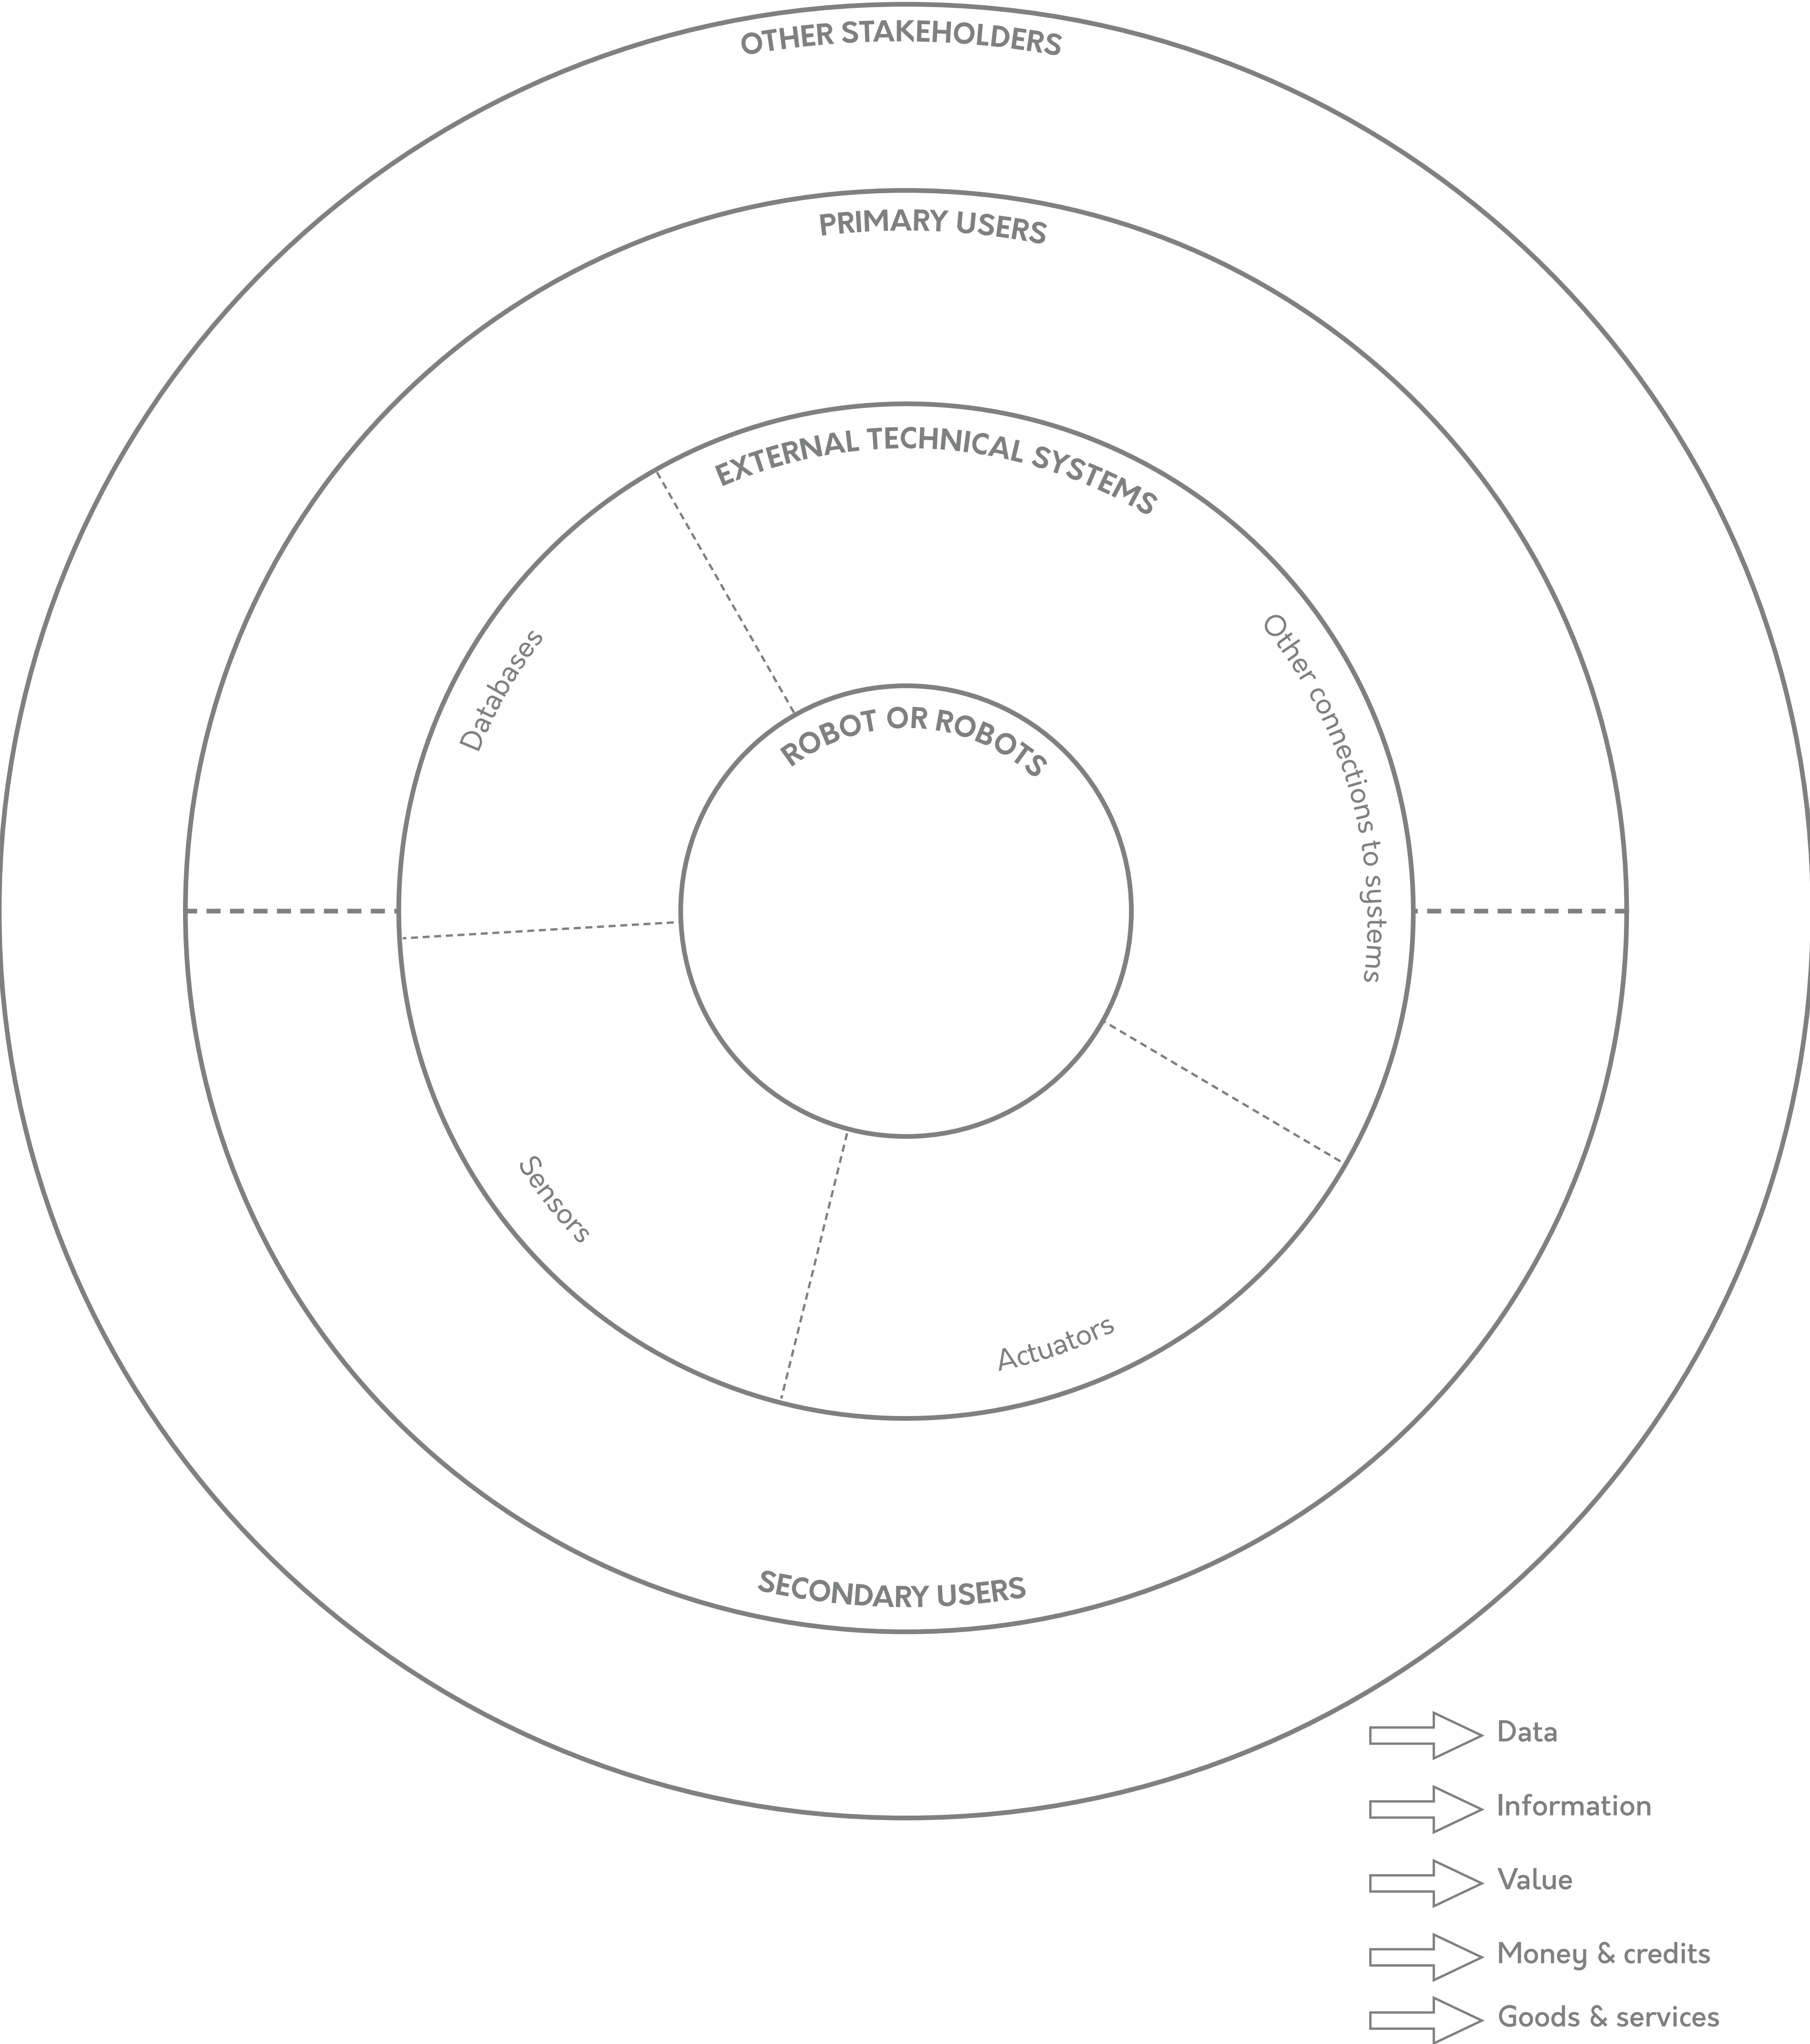 OTHER STAKEHOLDERS
PRIMARY USERS
EXTERNAL TECHNICAL SYSTEMS
Databases
Other connections to systems
ROBOT OR ROBOTS
Sensors
Actuators
SECONDARY USERS
Data
Information
Value
Money & credits
Goods & services